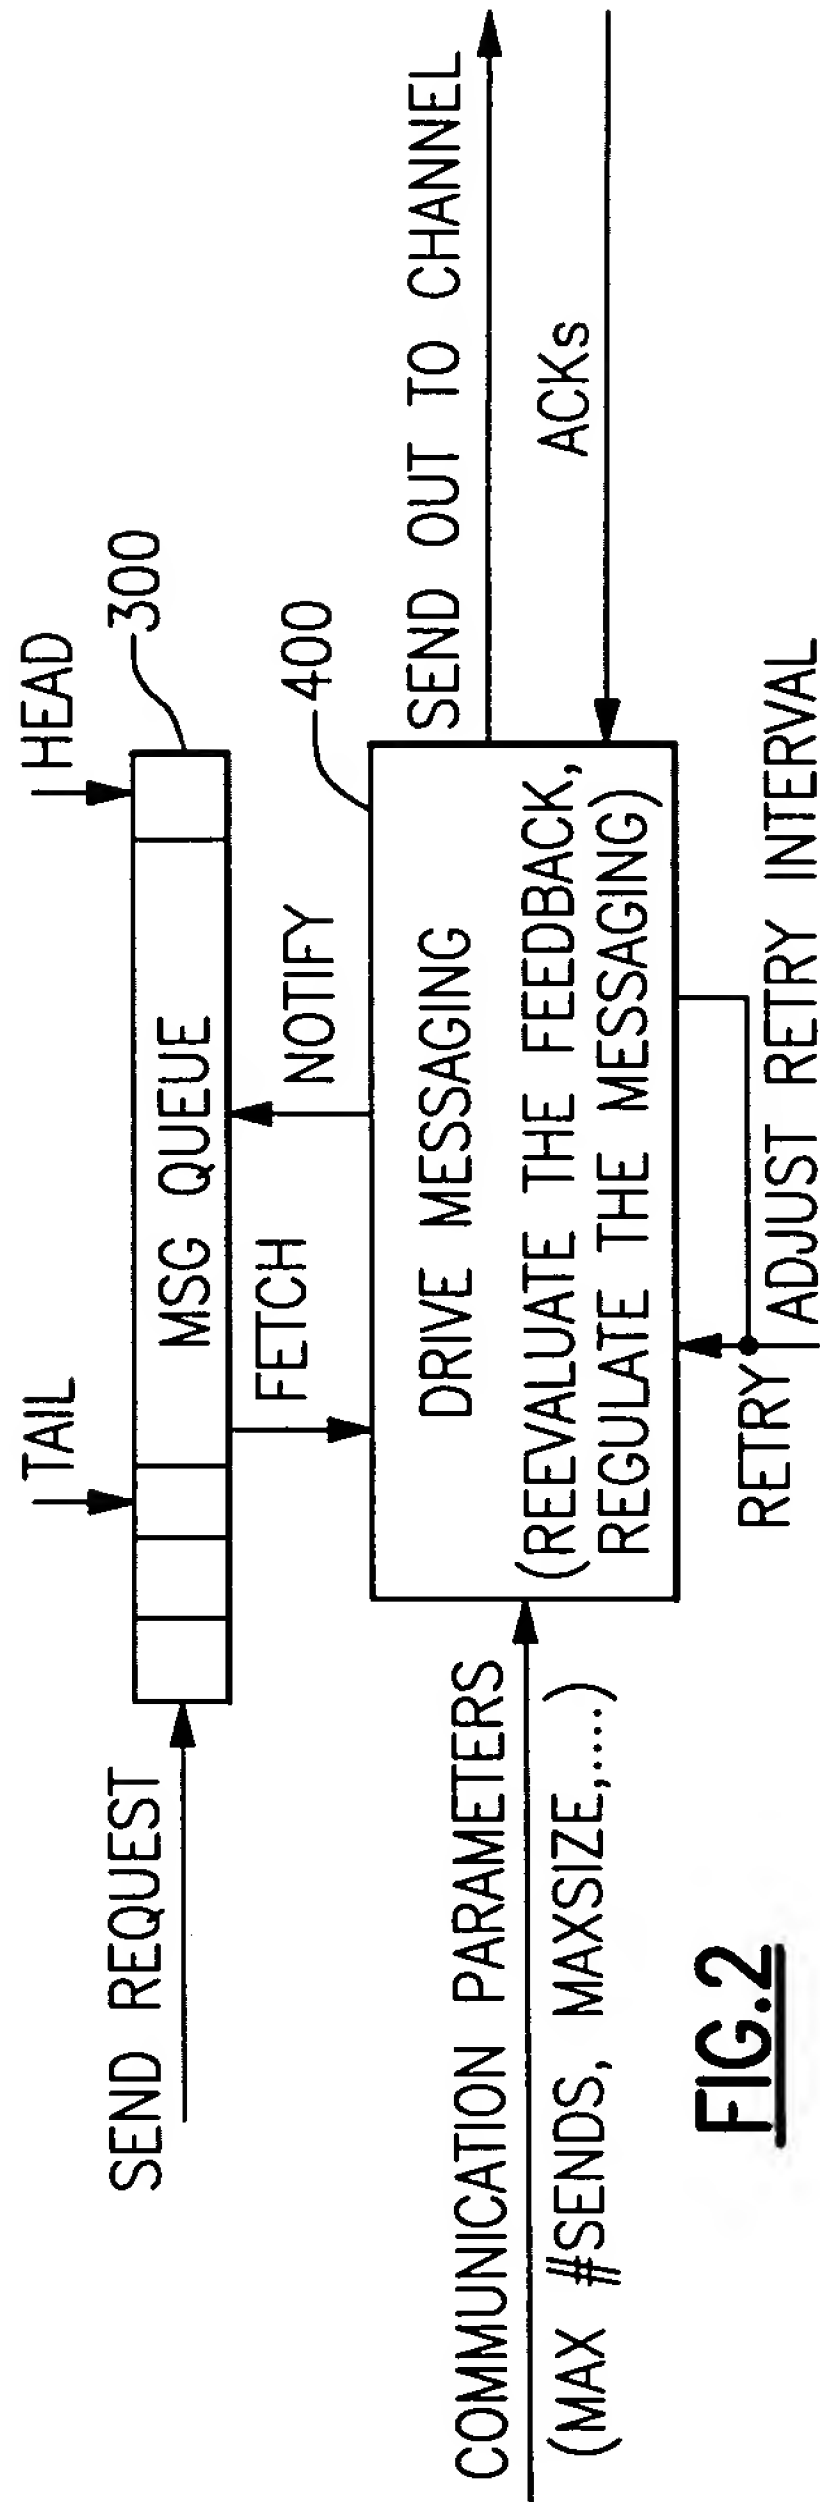 TAIL
HEAD
300
SEND REQUEST
MSG QUEUE
FETCH
NOTIFY
400
COMMUNICATION PARAMETERS
(MAX #SENDS, MAXSIZE,....)
DRIVE MESSAGING
(REEVALUATE THE FEEDBACK,
REGULATE THE MESSAGING)
SEND OUT TO CHANNEL
ACKs
RETRY
ADJUST RETRY INTERVAL
FIG.2